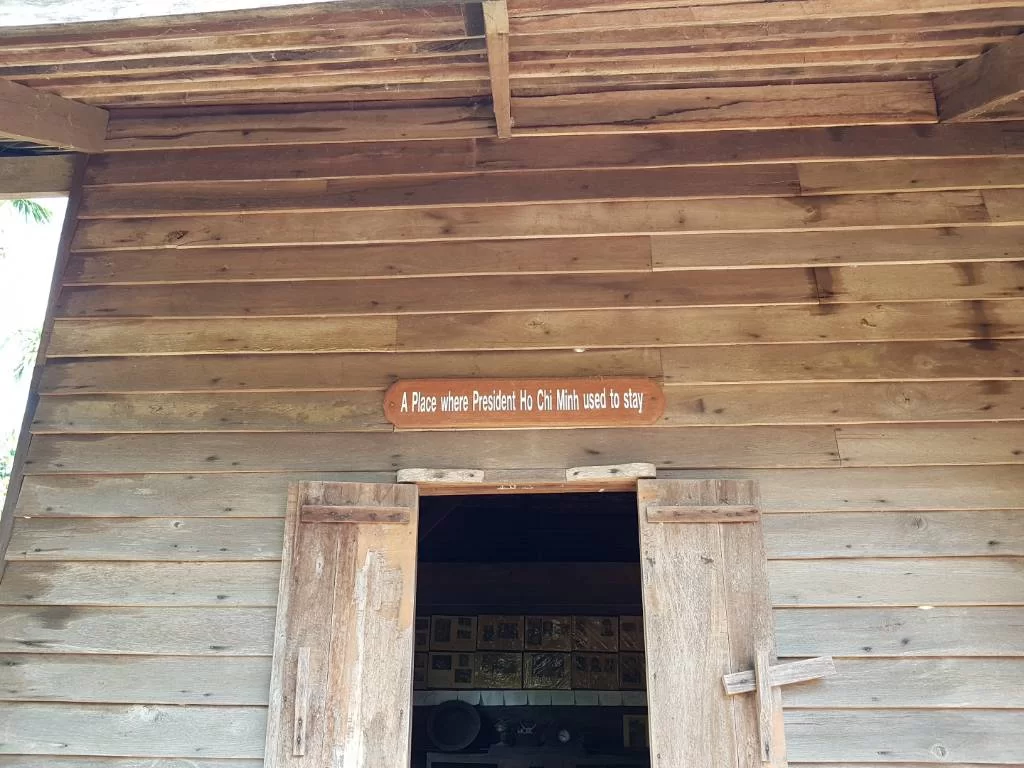 A Place where President Ho Chi Minh used to stay